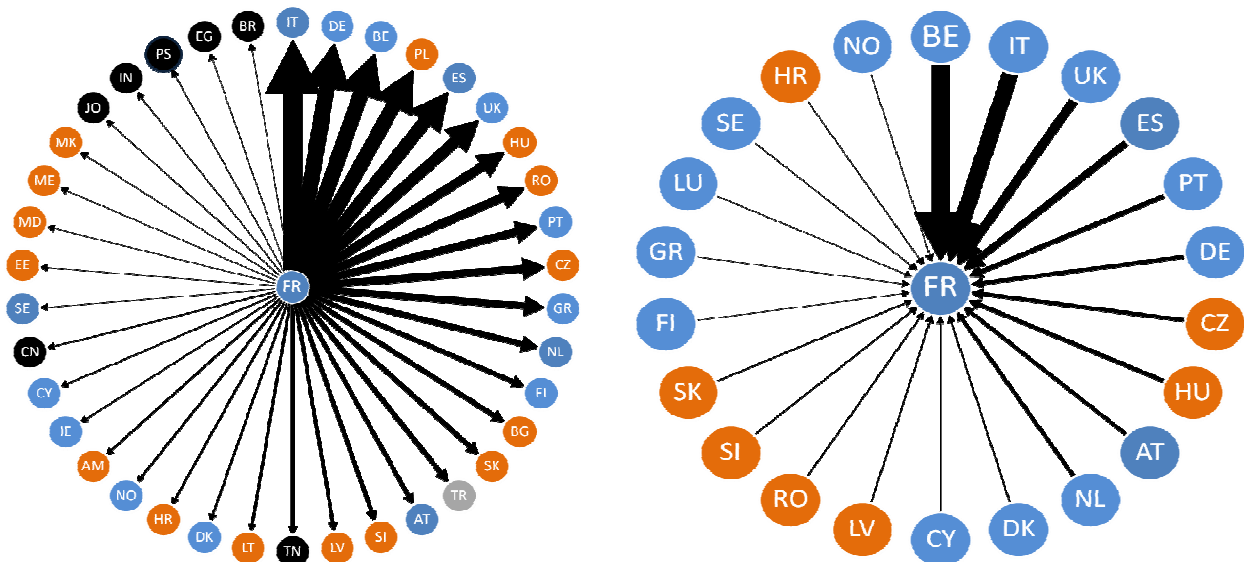 IT
DE
BE
PL
ES
UK
HU
RO
PT
CZ
GR
NL
FI
BG
SK
TR
AT
SI
LV
TN
LT
DK
HR
NO
AM
IE
CY
CN
SE
EE
MD
ME
MK
JO
IN
PS
EG
BR
FR
BE
IT
UK
ES
PT
DE
CZ
HU
AT
NL
DK
CY
LV
RO
SI
SK
FI
GR
LU
SE
HR
NO
FR